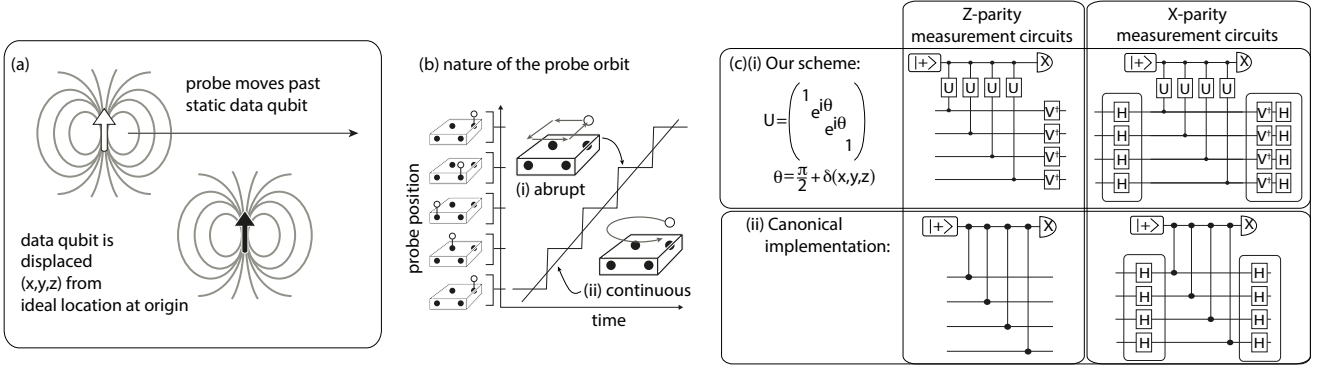 (a)
probe moves past
static data qubit
data qubit is
displaced
(x,y,z) from
ideal location at origin
(b) nature of the probe orbit
probe position
(i) abrupt
(ii) continuous
time
Z-parity
measurement circuits
X-parity
measurement circuits
(c)(i) Our scheme:
U= 1 e^iθ e^iθ 1
θ=π/2+δ(x,y,z)
|+> X
U U U U
V†
V†
V†
V†
|+> X
U U U U
H V† H
H V† H
H V† H
H V† H
(ii) Canonical
implementation:
|+> X
|+> X
H H
H H
H H
H H